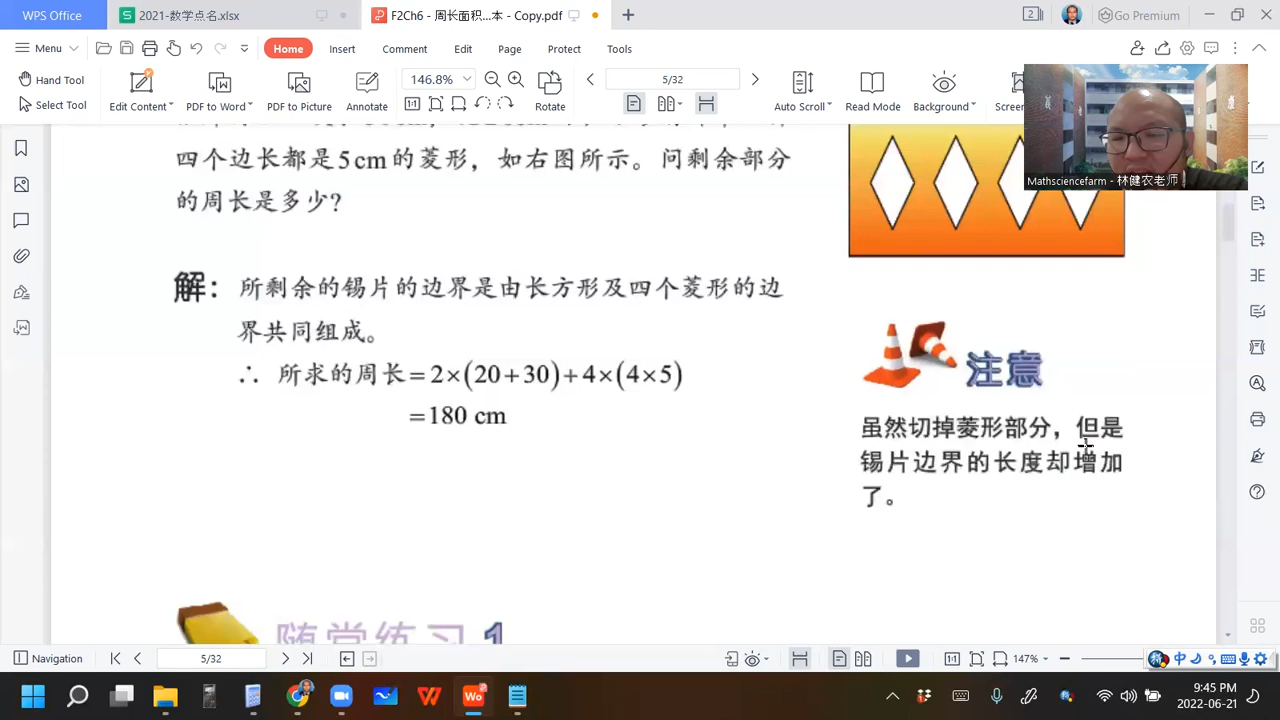 WPS Office
2021-数学点名.xlsx
F2Ch6 - 周长面积...本 - Copy.pdf
2
Go Premium
Menu
Home
Insert
Comment
Edit
Page
Protect
Tools
Hand Tool
Select Tool
Edit Content
PDF to Word
PDF to Picture
Annotate
146.8%
Rotate
5/32
Auto Scroll
Read Mode
Background
Screen
Mathsciencefarm - 林健农老师
四个边长都是5cm的菱形，如右图所示。问剩余部分
的周长是多少?
解：所剩余的锡片的边界是由长方形及四个菱形的边
界共同组成。
∴ 所求的周长=2×(20+30)+4×(4×5)
=180 cm
注意
虽然切掉菱形部分，但是
锡片边界的长度却增加
了。
随堂练习 1
Navigation
5/32
147%
中
9:45 PM
2022-06-21